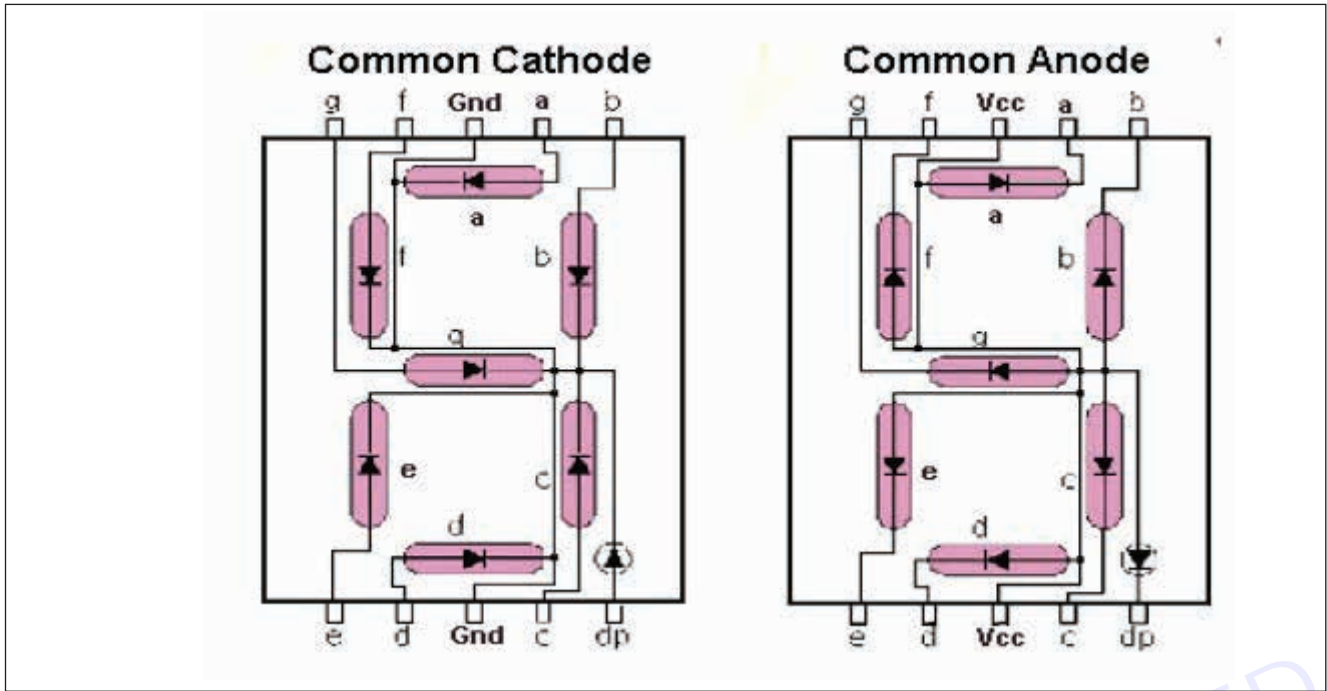 Common Cathode
g f Gnd a b
a
f b
g
e c
d
e d Gnd c dp
Common Anode
g f Vcc a b
a
f b
g
e c
d
e d Vcc c dp